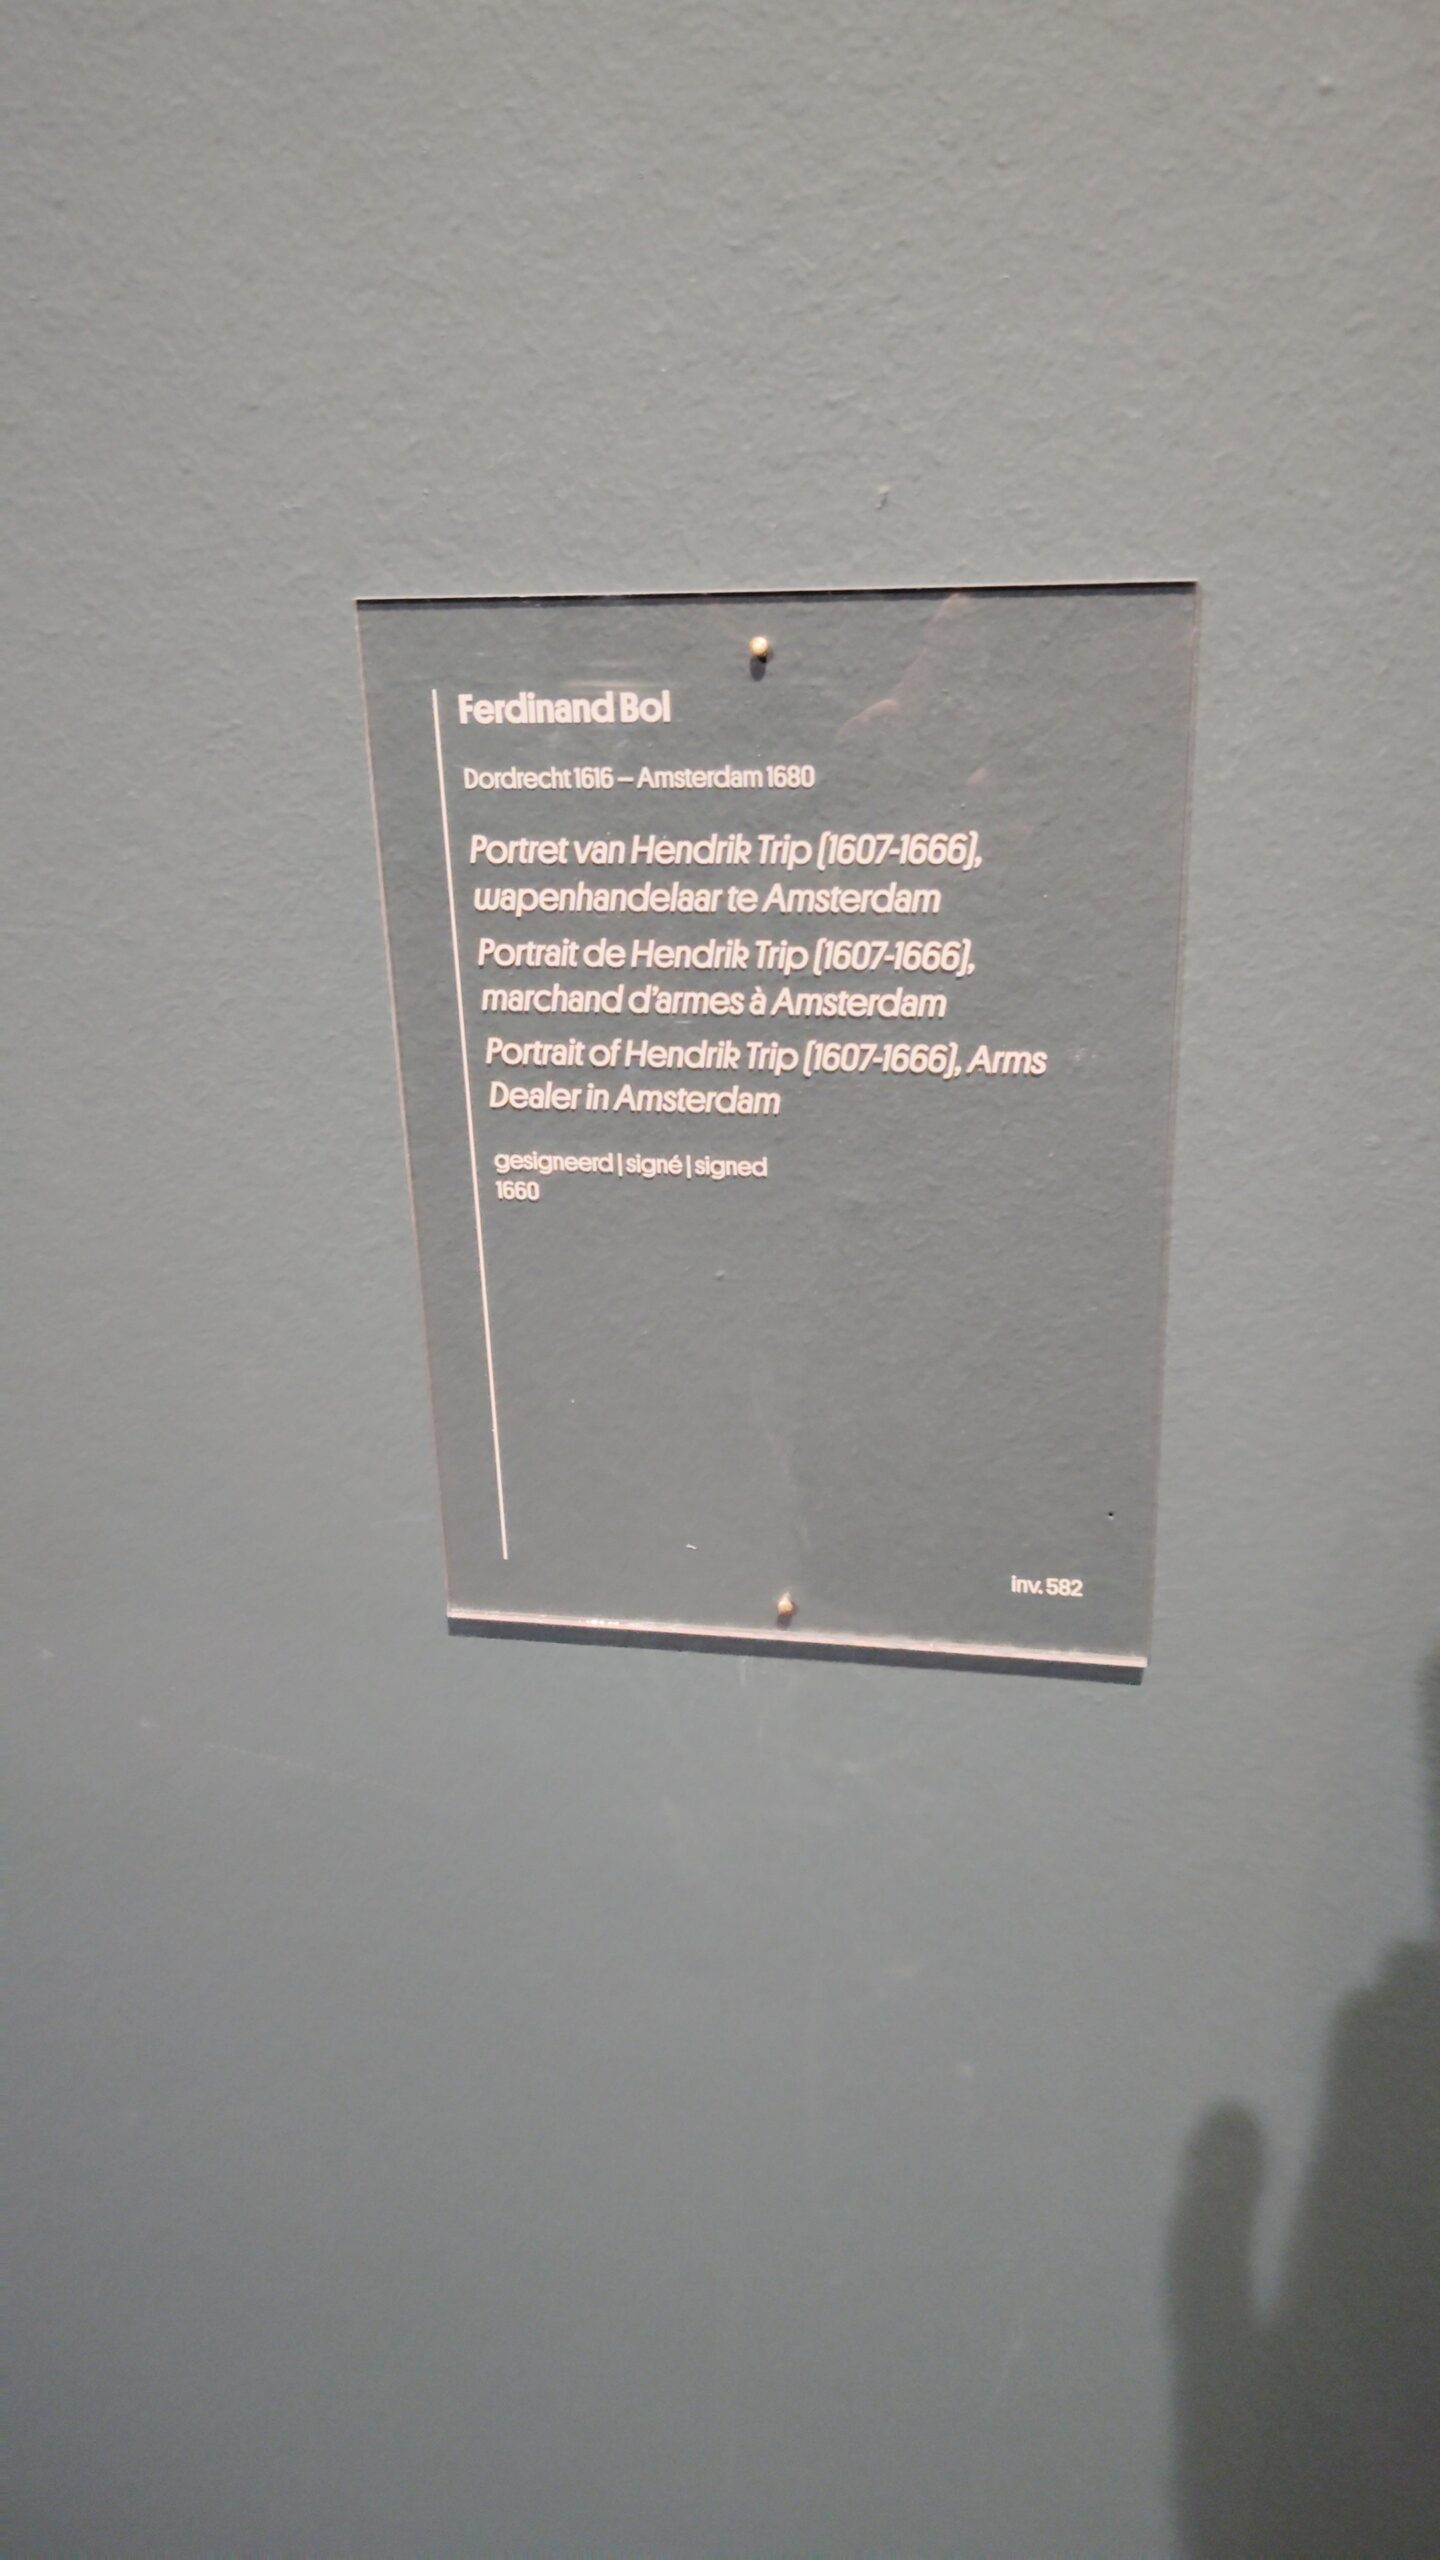 Ferdinand Bol
Dordrecht 1616 – Amsterdam 1680
Portret van Hendrik Trip (1607-1666),
wapenhandelaar te Amsterdam
Portrait de Hendrik Trip (1607-1666),
marchand d'armes à Amsterdam
Portrait of Hendrik Trip (1607-1666), Arms
Dealer in Amsterdam
gesigneerd | signé | signed
1660
inv. 582